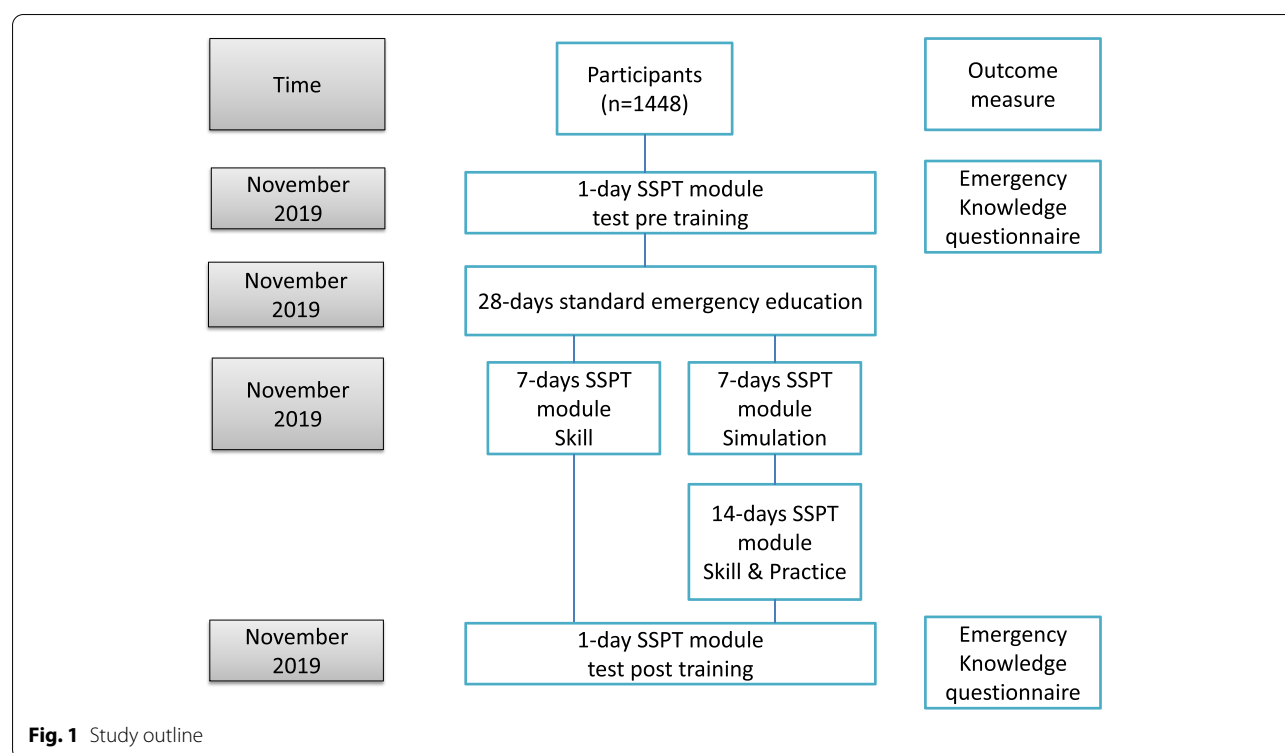 Time
Participants
(n=1448)
Outcome
measure
November
2019
1-day SSPT module
test pre training
Emergency
Knowledge
questionnaire
November
2019
28-days standard emergency education
November
2019
7-days SSPT
module
Skill
7-days SSPT
module
Simulation
14-days SSPT
module
Skill & Practice
November
2019
1-day SSPT module
test post training
Emergency
Knowledge
questionnaire
Fig. 1 Study outline